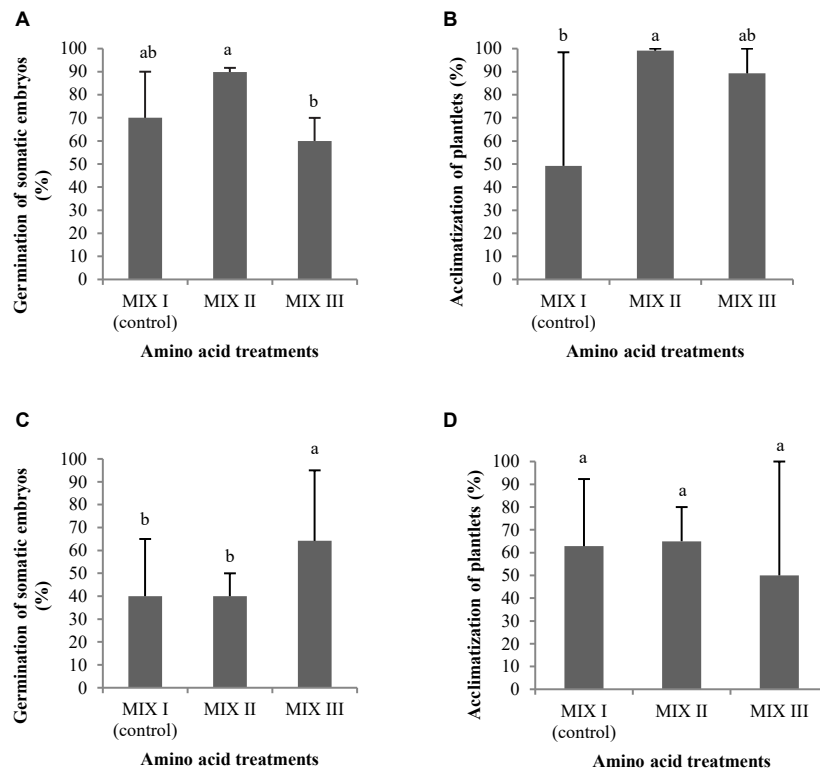 A
Germination of somatic embryos
(%)
100
90
80
70
60
50
40
30
20
10
0
ab
a
b
MIX I
(control)
MIX II
MIX III
Amino acid treatments
B
Acclimatization of plantlets (%)
100
90
80
70
60
50
40
30
20
10
0
b
a
ab
MIX I
(control)
MIX II
MIX III
Amino acid treatments
C
Germination of somatic embryos
(%)
100
90
80
70
60
50
40
30
20
10
0
b
b
a
MIX I
(control)
MIX II
MIX III
Amino acid treatments
D
Acclimatization of plantlets (%)
100
90
80
70
60
50
40
30
20
10
0
a
a
a
MIX I
(control)
MIX II
MIX III
Amino acid treatments